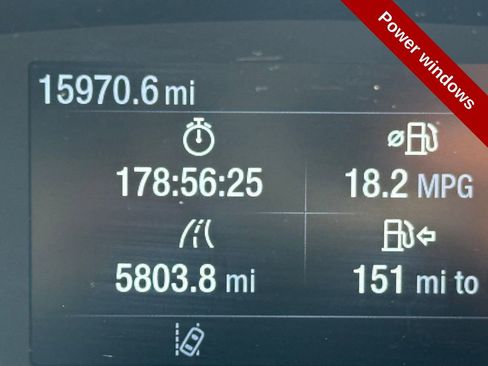 Power windows
15970.6 mi
178:56:25
18.2 MPG
5803.8 mi
151 mi to